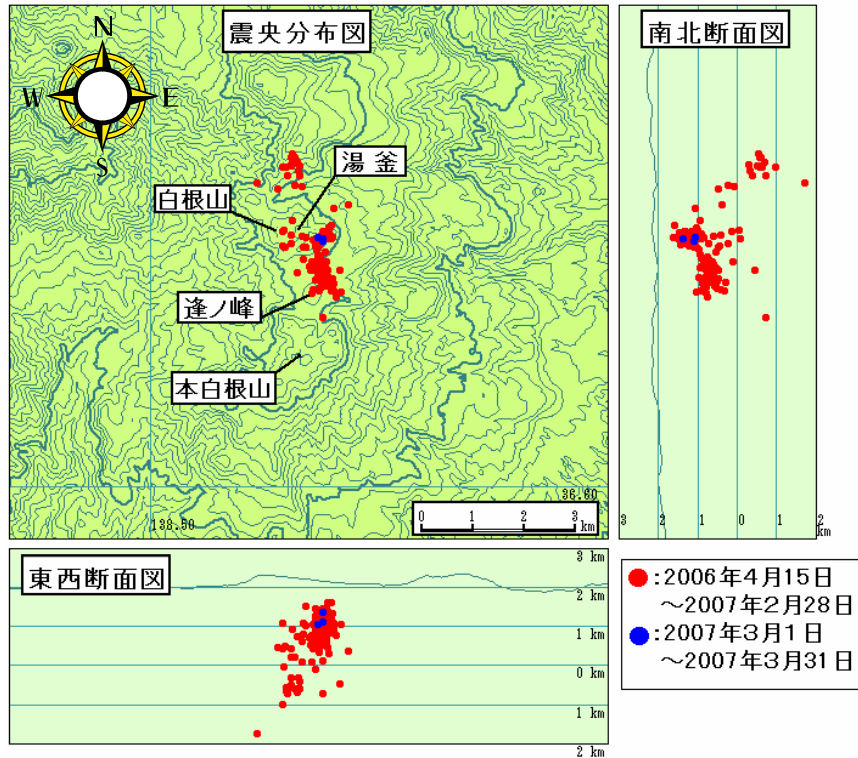 震央分布図
南北断面図
N
W
E
S
湯釜
白根山
逢ノ峰
本白根山
36.60
138.50
0 1 2 3
km
3 2 1 0 1 2
km
東西断面図
3 km
2 km
1 km
0 km
1 km
2 km
:2006年4月15日
～2007年2月28日
:2007年3月1日
～2007年3月31日